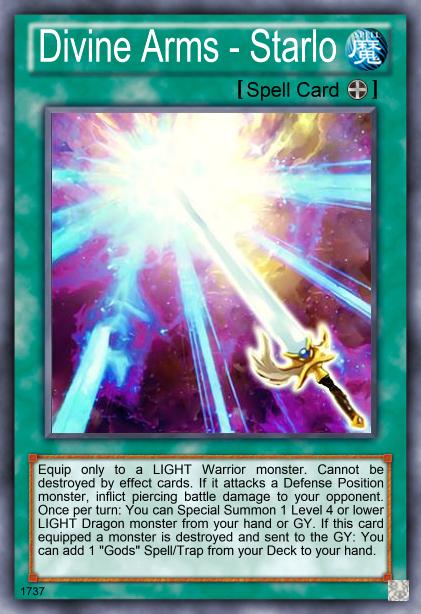 Divine Arms - Starlo
SPELL
魔
[Spell Card ]
Equip only to a LIGHT Warrior monster. Cannot be
destroyed by effect cards. If it attacks a Defense Position
monster, inflict piercing battle damage to your opponent.
Once per turn: You can Special Summon 1 Level 4 or lower
LIGHT Dragon monster from your hand or GY. If this card
equipped a monster is destroyed and sent to the GY: You
can add 1 "Gods" Spell/Trap from your Deck to your hand.
1737